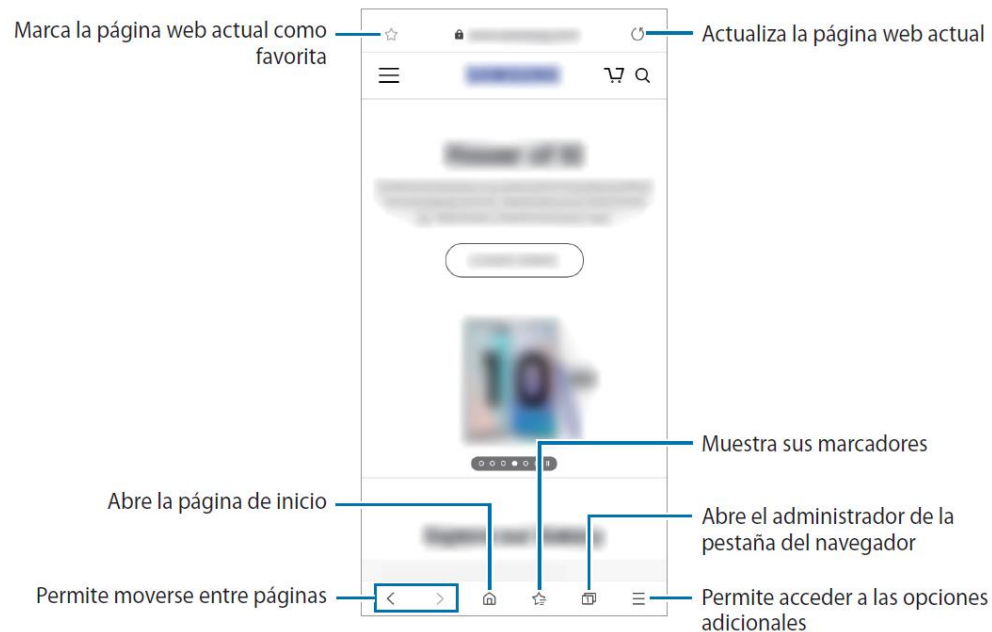 Marca la página web actual como
favorita
Actualiza la página web actual
Muestra sus marcadores
Abre la página de inicio
Abre el administrador de la
pestaña del navegador
Permite moverse entre páginas
Permite acceder a las opciones
adicionales